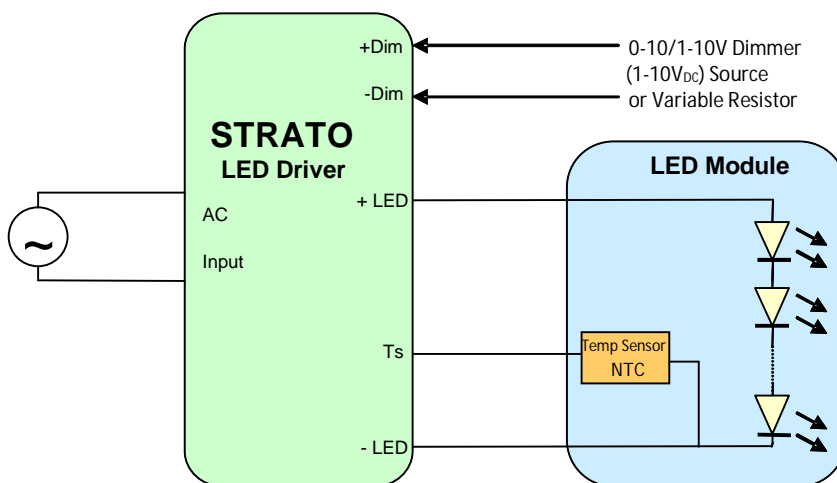 +Dim
0-10/1-10V Dimmer
(1-10VDC) Source
-Dim
or Variable Resistor
STRATO
LED Driver
LED Module
+ LED
AC
~
Input
Ts
Temp Sensor
NTC
- LED